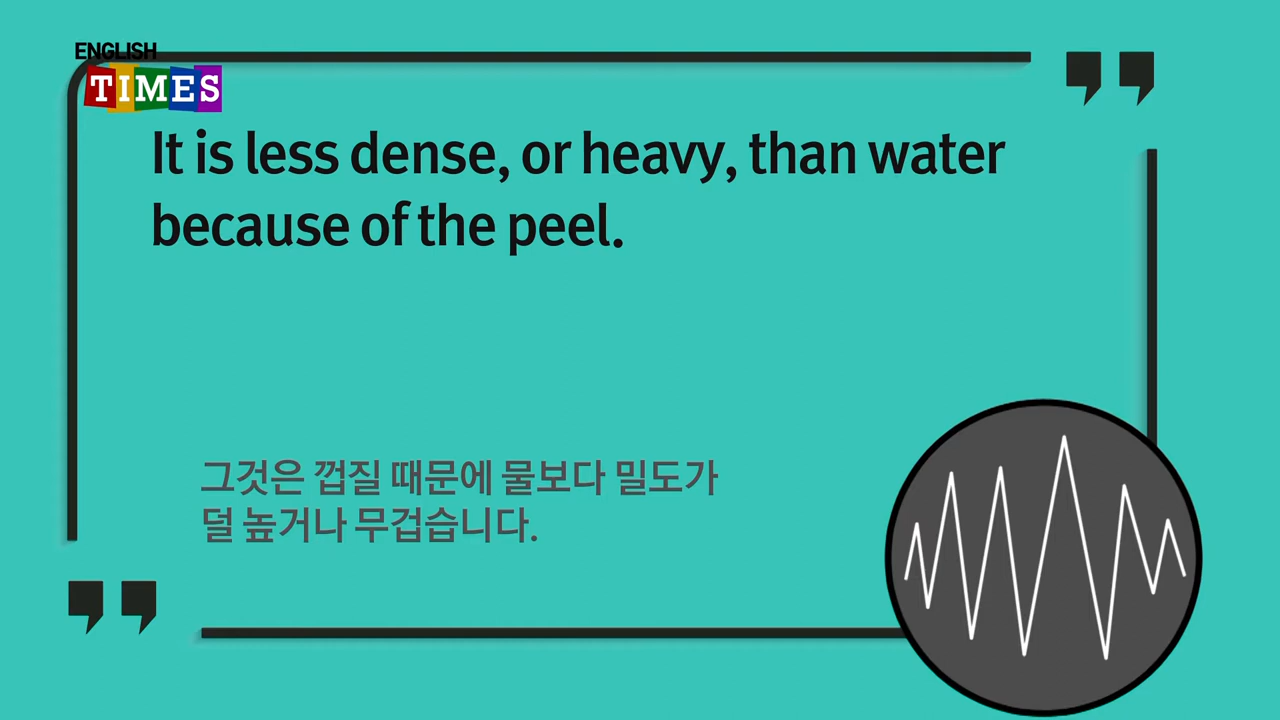 ENGLISH
TIMES
It is less dense, or heavy, than water
because of the peel.
그것은 껍질 때문에 물보다 밀도가
덜 높거나 무겁습니다.